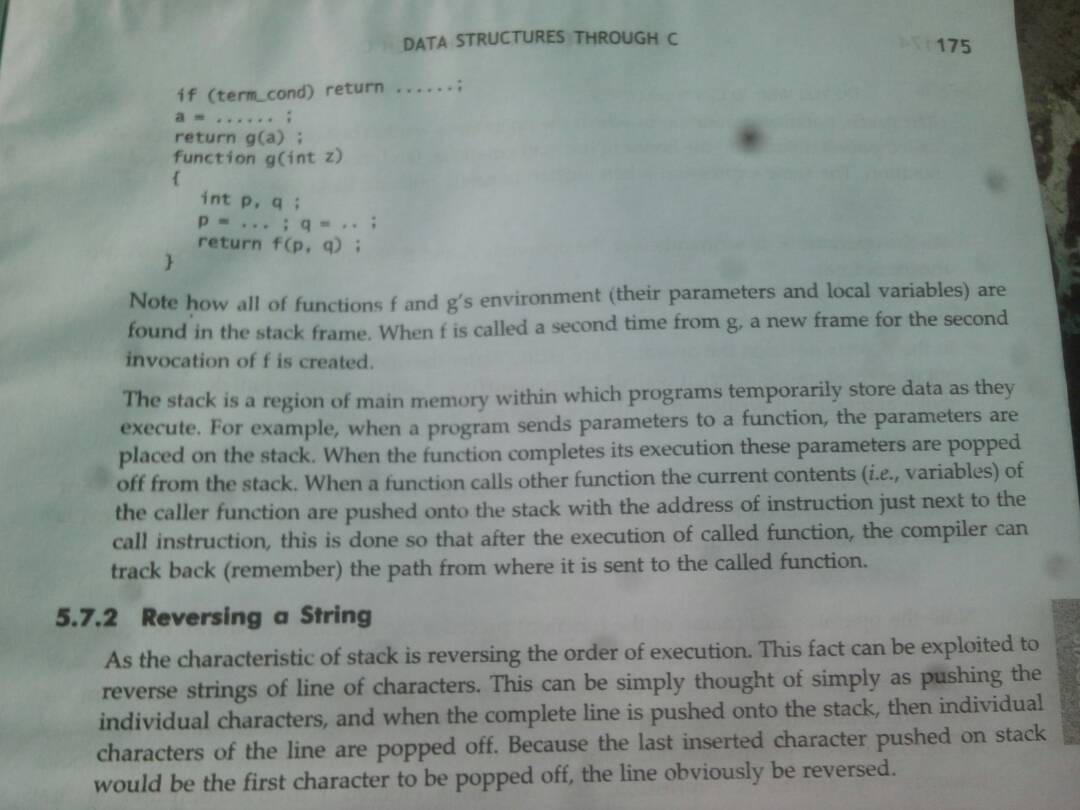 DATA STRUCTURES THROUGH C 175
if (term_cond) return ......;
a = ...... ;
return g(a) ;
function g(int z)
{
int p, q ;
p = ... ; q = .. ;
return f(p, q) ;
}
Note how all of functions f and g's environment (their parameters and local variables) are
found in the stack frame. When f is called a second time from g, a new frame for the second
invocation of f is created.
The stack is a region of main memory within which programs temporarily store data as they
execute. For example, when a program sends parameters to a function, the parameters are
placed on the stack. When the function completes its execution these parameters are popped
off from the stack. When a function calls other function the current contents (i.e., variables) of
the caller function are pushed onto the stack with the address of instruction just next to the
call instruction, this is done so that after the execution of called function, the compiler can
track back (remember) the path from where it is sent to the called function.
5.7.2 Reversing a String
As the characteristic of stack is reversing the order of execution. This fact can be exploited to
reverse strings of line of characters. This can be simply thought of simply as pushing the
individual characters, and when the complete line is pushed onto the stack, then individual
characters of the line are popped off. Because the last inserted character pushed on stack
would be the first character to be popped off, the line obviously be reversed.